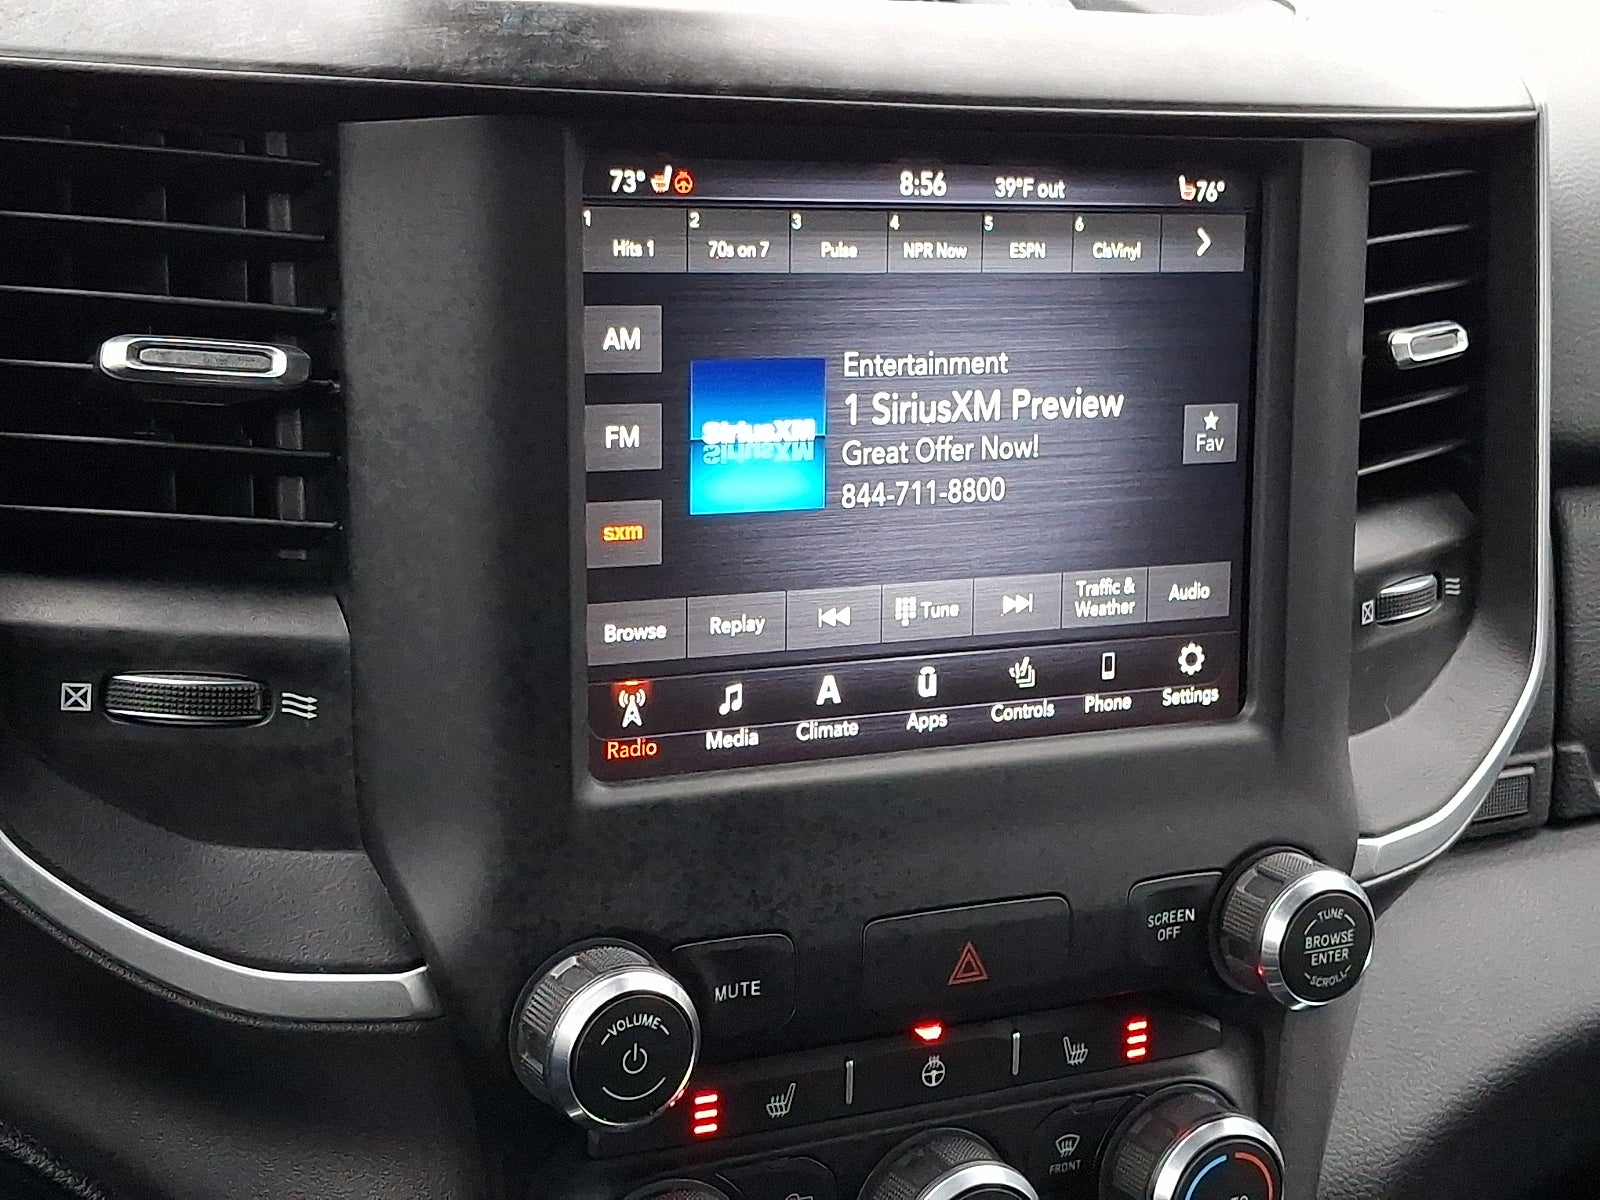 73° 8:56 39°F out 76°
1 2 3 4 5 6
Hits 1 70s on 7 Pulse NPR Now ESPN ClsVinyl
AM
Entertainment
1 SiriusXM Preview
SiriusXM
Great Offer Now!
844-711-8800
FM
Fav
sxm
Browse Replay Tune Traffic & Weather Audio
Radio Media Climate Apps Controls Phone Settings
SCREEN
OFF
TUNE
BROWSE
ENTER
SCROLL
MUTE
VOLUME
FRONT